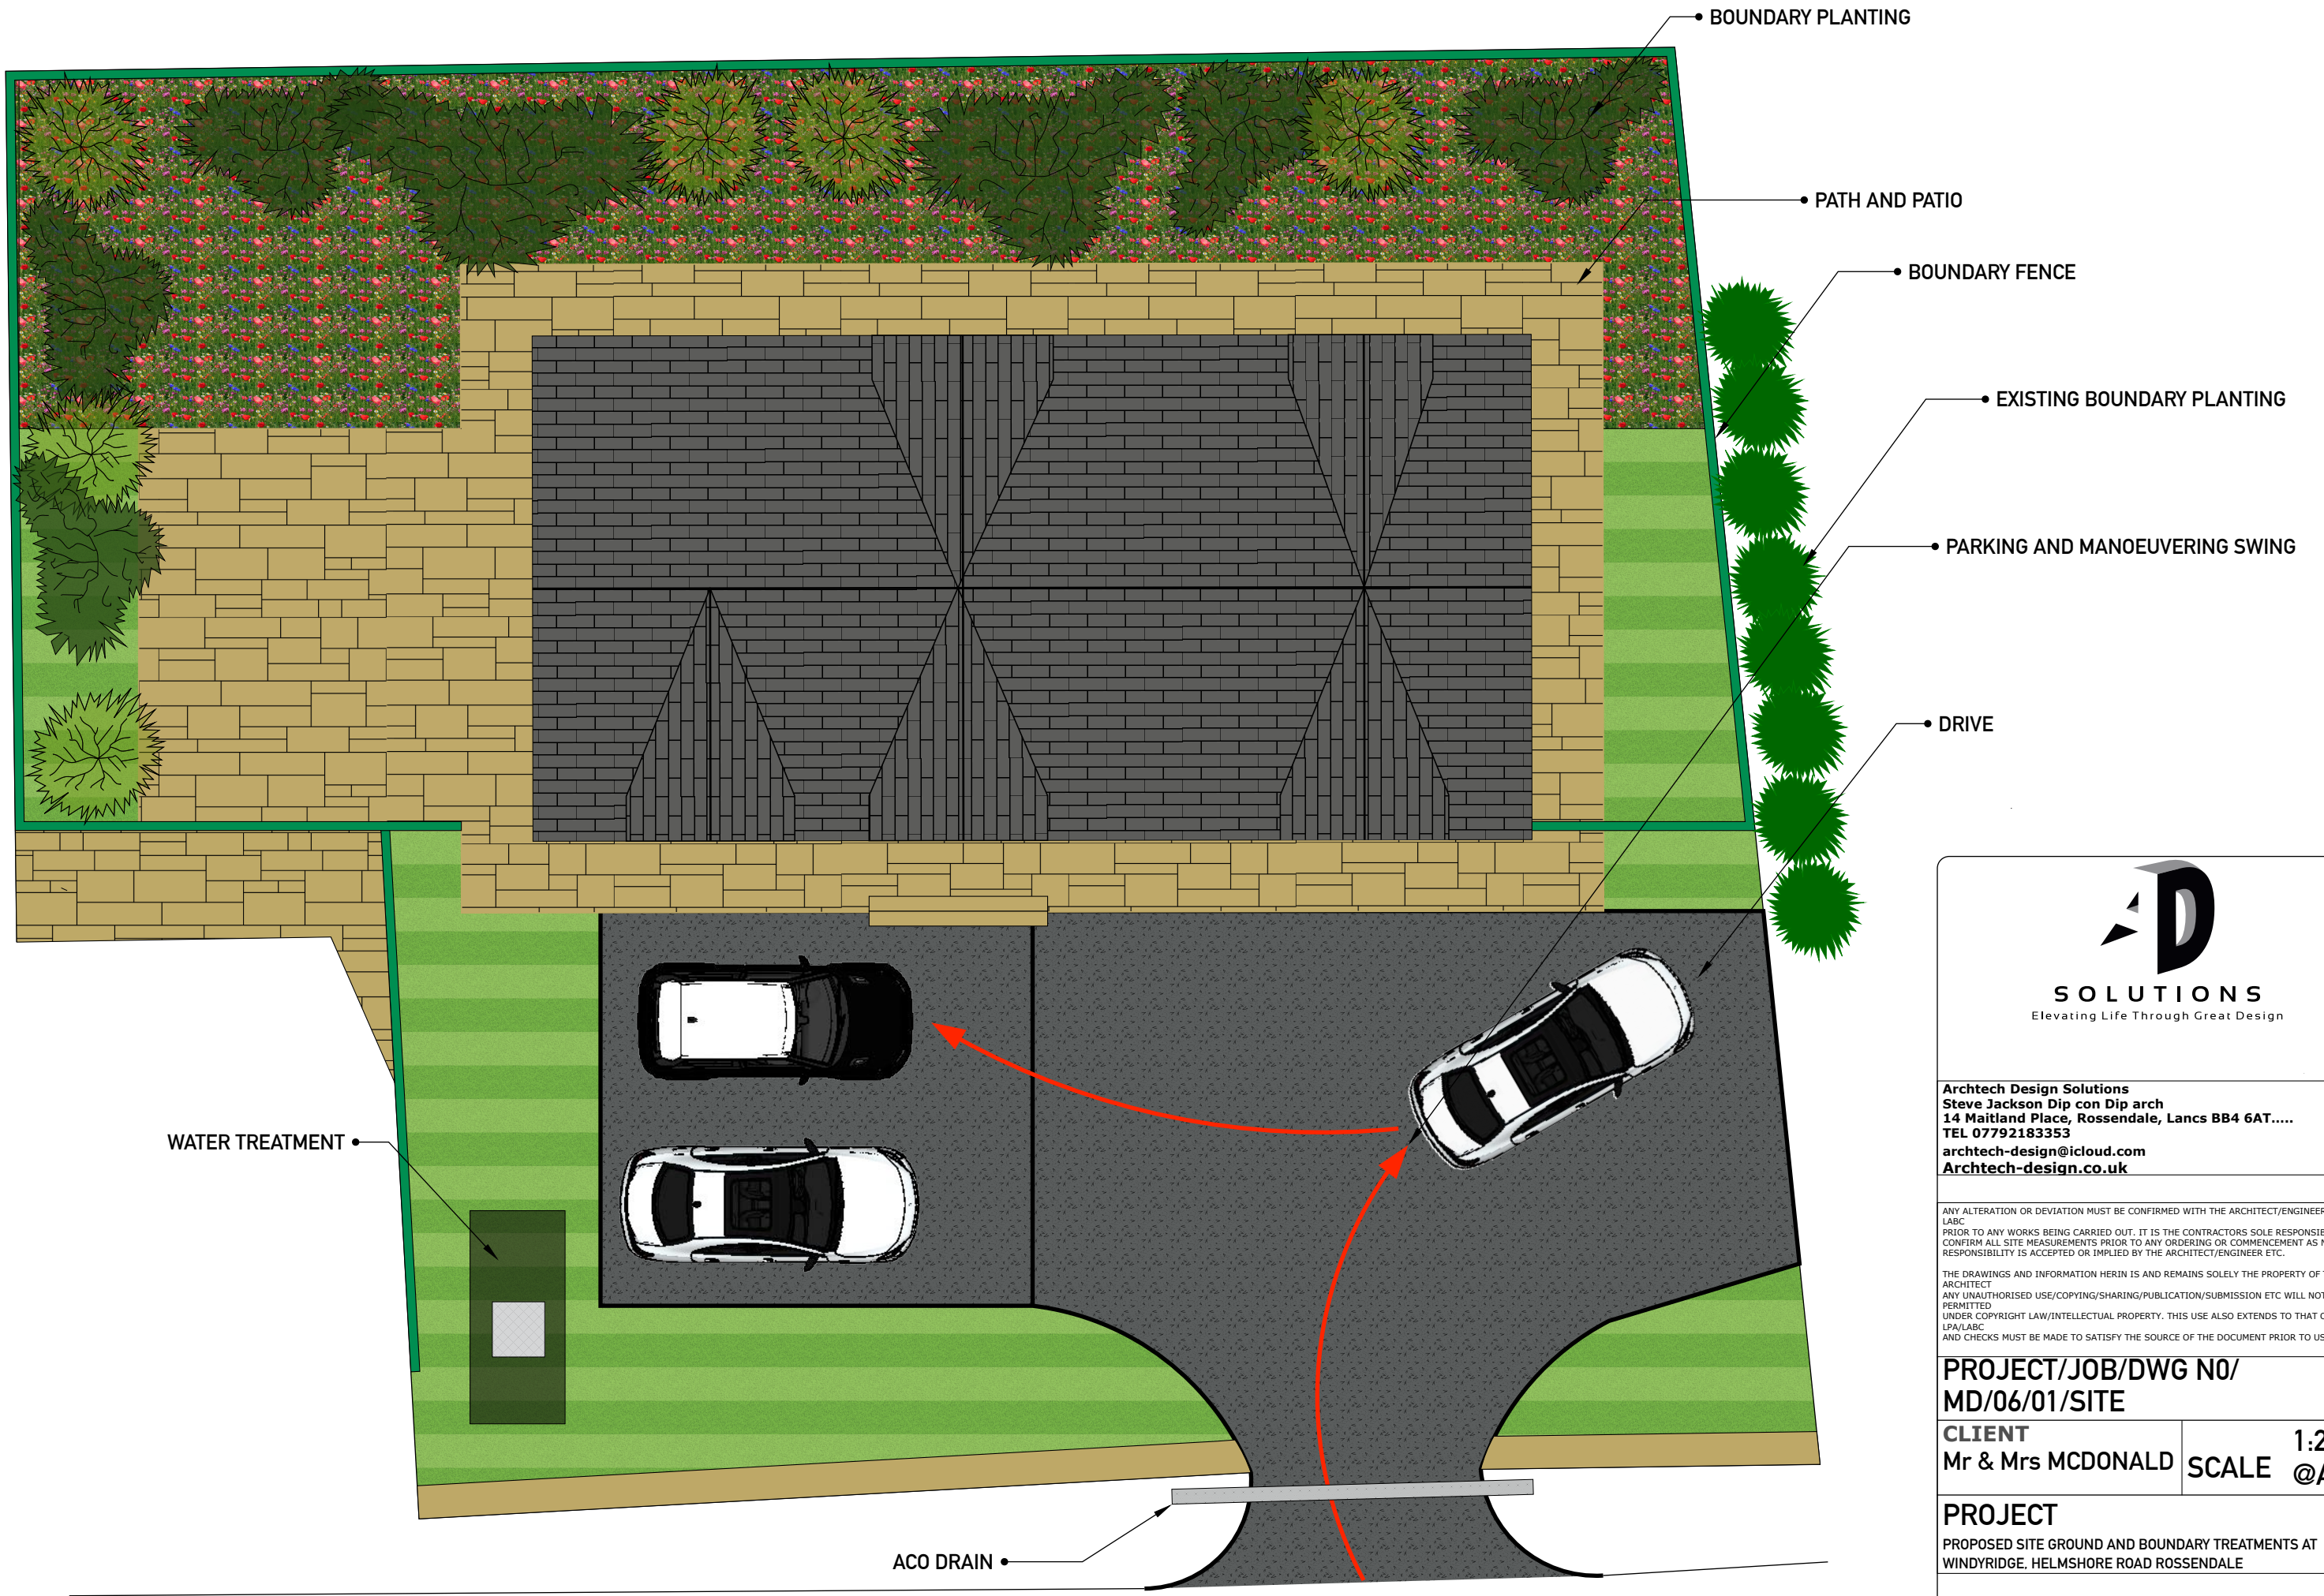 BOUNDARY PLANTING
PATH AND PATIO
BOUNDARY FENCE
EXISTING BOUNDARY PLANTING
PARKING AND MANOEUVERING SWING
DRIVE
WATER TREATMENT
ACO DRAIN
AD
SOLUTIONS
Elevating Life Through Great Design
Archtech Design Solutions
Steve Jackson Dip con Dip arch
14 Maitland Place, Rossendale, Lancs BB4 6AT.....
TEL 07792183353
archtech-design@icloud.com
Archtech-design.co.uk
ANY ALTERATION OR DEVIATION MUST BE CONFIRMED WITH THE ARCHITECT/ENGINEER
LABC
PRIOR TO ANY WORKS BEING CARRIED OUT. IT IS THE CONTRACTORS SOLE
CONFIRM ALL SITE MEASUREMENTS PRIOR TO ANY ORDERING OR COMMENCEMENT AS
RESPONSIBILITY IS ACCEPTED OR IMPLIED BY THE ARCHITECT/ENGINEER ETC.
THE DRAWINGS AND INFORMATION HERIN IS AND REMAINS SOLELY THE PROPERTY OF
ARCHITECT
ANY UNAUTHORISED USE/COPYING/SHARING/PUBLICATION/SUBMISSION ETC WILL NOT
PERMITTED
UNDER COPYRIGHT LAW/INTELLECTUAL PROPERTY. THIS USE ALSO EXTENDS TO THAT
LPA/LABC
AND CHECKS MUST BE MADE TO SATISFY THE SOURCE OF THE DOCUMENT PRIOR TO
PROJECT/JOB/DWG N0/
MD/06/01/SITE
CLIENT
Mr & Mrs MCDONALD
SCALE
PROJECT
PROPOSED SITE GROUND AND BOUNDARY TREATMENTS AT
WINDYRIDGE, HELMSHORE ROAD ROSSENDALE